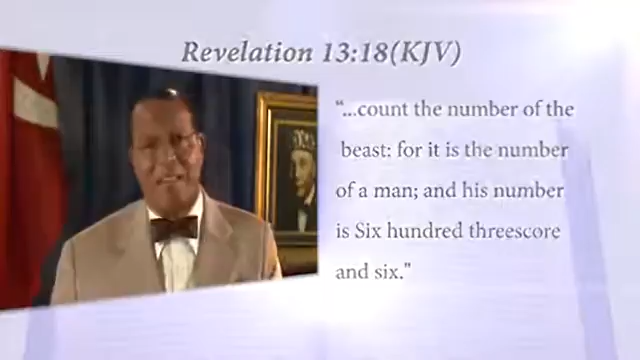 Revelation 13:18(KJV)
“...count the number of the
beast: for it is the number
of a man; and his number
is Six hundred threescore
and six."